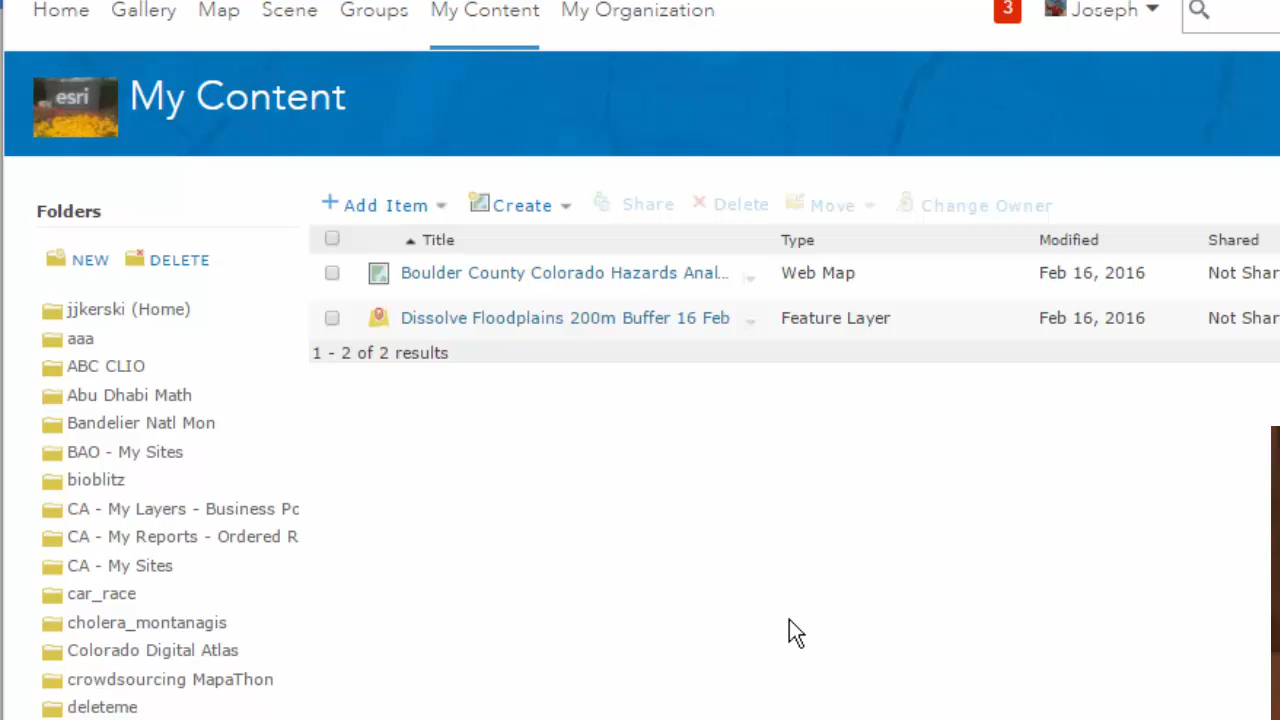 Home Gallery Map Scene Groups My Content My Organization 3 Joseph
esri My Content
Folders
+ Add Item Create Share Delete Move Change Owner
Title Type Modified Shared
NEW DELETE
Boulder County Colorado Hazards Anal... Web Map Feb 16, 2016 Not Shar
jjkerski (Home)
Dissolve Floodplains 200m Buffer 16 Feb Feature Layer Feb 16, 2016 Not Shar
aaa
1 - 2 of 2 results
ABC CLIO
Abu Dhabi Math
Bandelier Natl Mon
BAO - My Sites
bioblitz
CA - My Layers - Business Po
CA - My Reports - Ordered R
CA - My Sites
car_race
cholera_montanagis
Colorado Digital Atlas
crowdsourcing MapaThon
deleteme